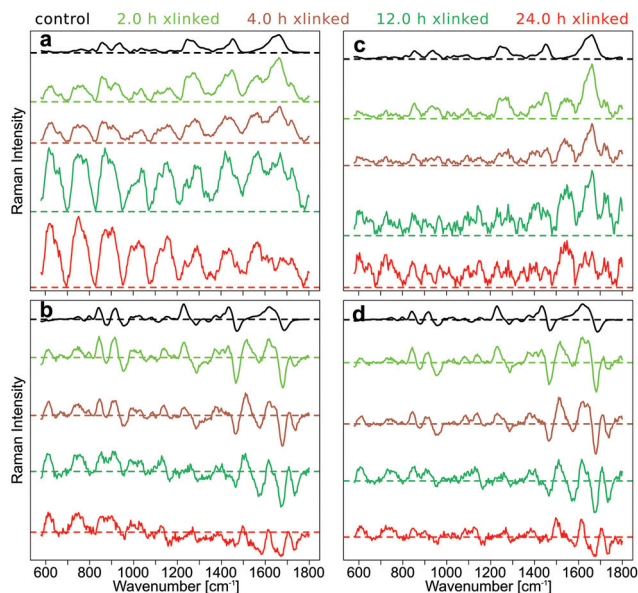 control 2.0 h xlinked 4.0 h xlinked 12.0 h xlinked 24.0 h xlinked
a
c
Raman Intensity
b
d
Raman Intensity
600 800 1000 1200 1400 1600 1800 600 800 1000 1200 1400 1600 1800
Wavenumber [cm⁻¹] Wavenumber [cm⁻¹]